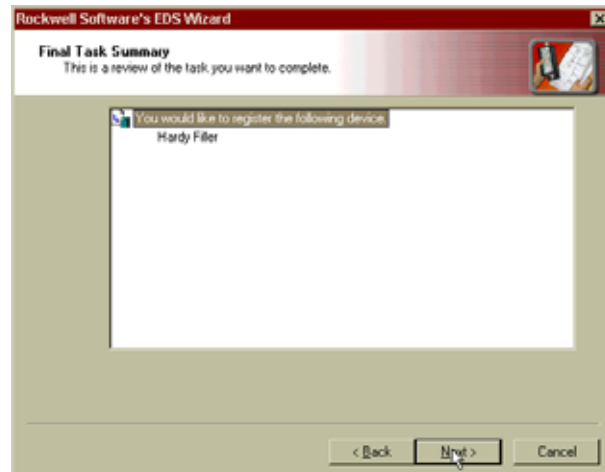 Rockwell Software's EDS Wizard
Final Task Summary
This is a review of the task you want to complete.
You would like to register the following device.
Hardy Filler
< Back
Next >
Cancel